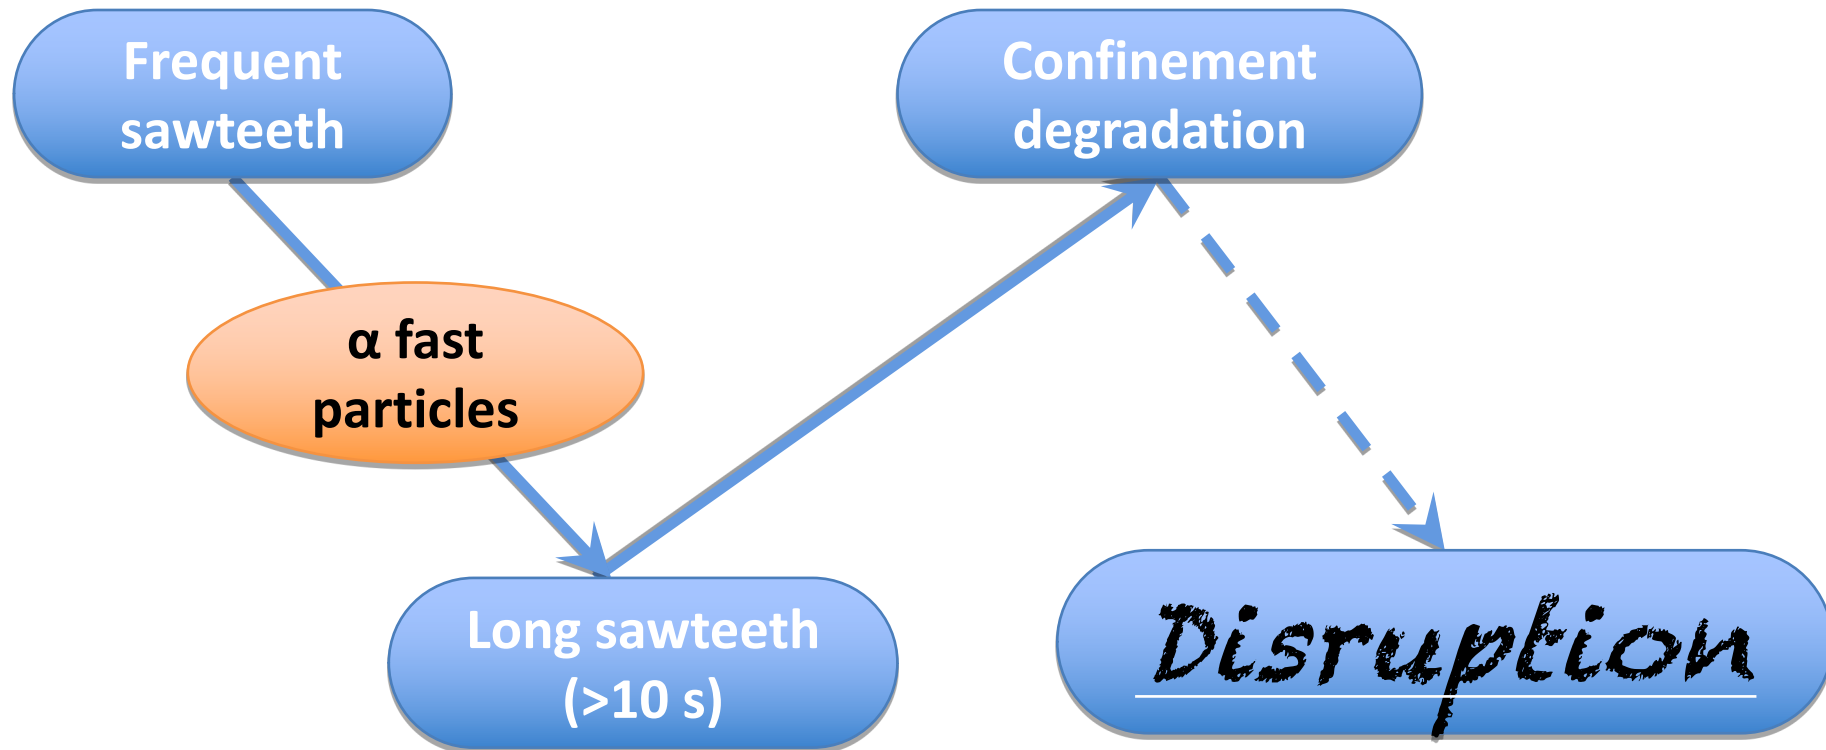 Frequent
sawteeth
Confinement
degradation
α fast
particles
Long sawteeth
(>10 s)
Disruption